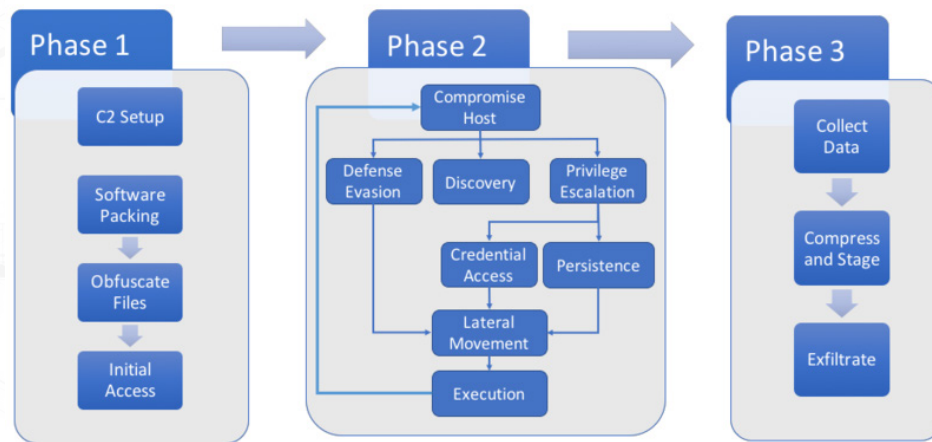 Phase 1
C2 Setup
Software
Packing
Obfuscate
Files
Initial
Access
Phase 2
Compromise
Host
Defense
Evasion
Discovery
Privilege
Escalation
Credential
Access
Persistence
Lateral
Movement
Execution
Phase 3
Collect
Data
Compress
and Stage
Exfiltrate